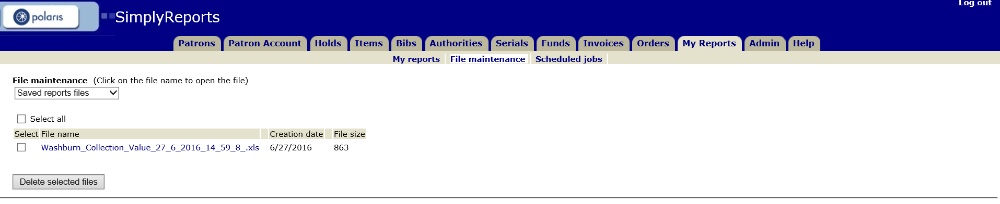 Log out
polaris
SimplyReports
Patrons Patron Account Holds Items Bibs Authorities Serials Funds Invoices Orders My Reports Admin Help
My reports File maintenance Scheduled jobs
File maintenance (Click on the file name to open the file)
Saved reports files
Select all
Select File name Creation date File size
Washburn_Collection_Value_27_6_2016_14_59_8_.xls 6/27/2016 863
Delete selected files